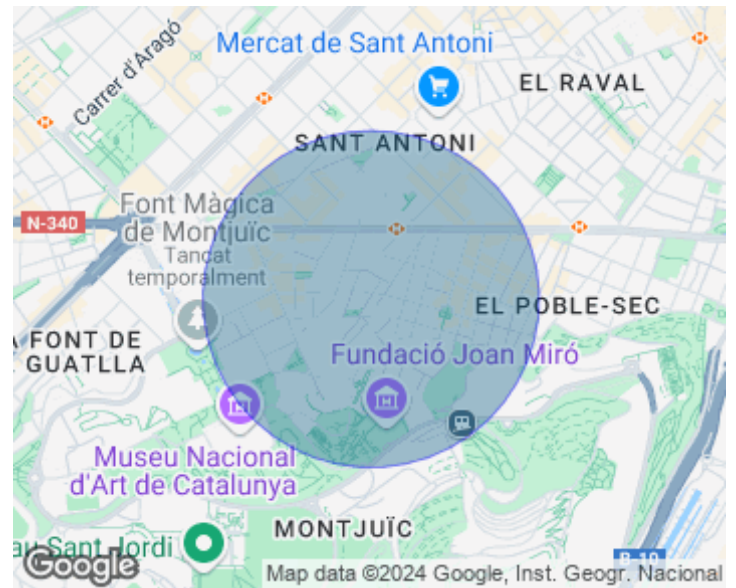 Carrer d'Aragó
Mercat de Sant Antoni
EL RAVAL
SANT ANTONI
Font Màgica
de Montjuïc
Tancat
temporalment
N-340
EL POBLE-SEC
A FONT DE
GUATLLA
Fundació Joan Miró
Museu Nacional
d'Art de Catalunya
MONTJUÏC
au Sant Jordi
B-10
Google
Map data ©2024 Google, Inst. Geogr. Nacional